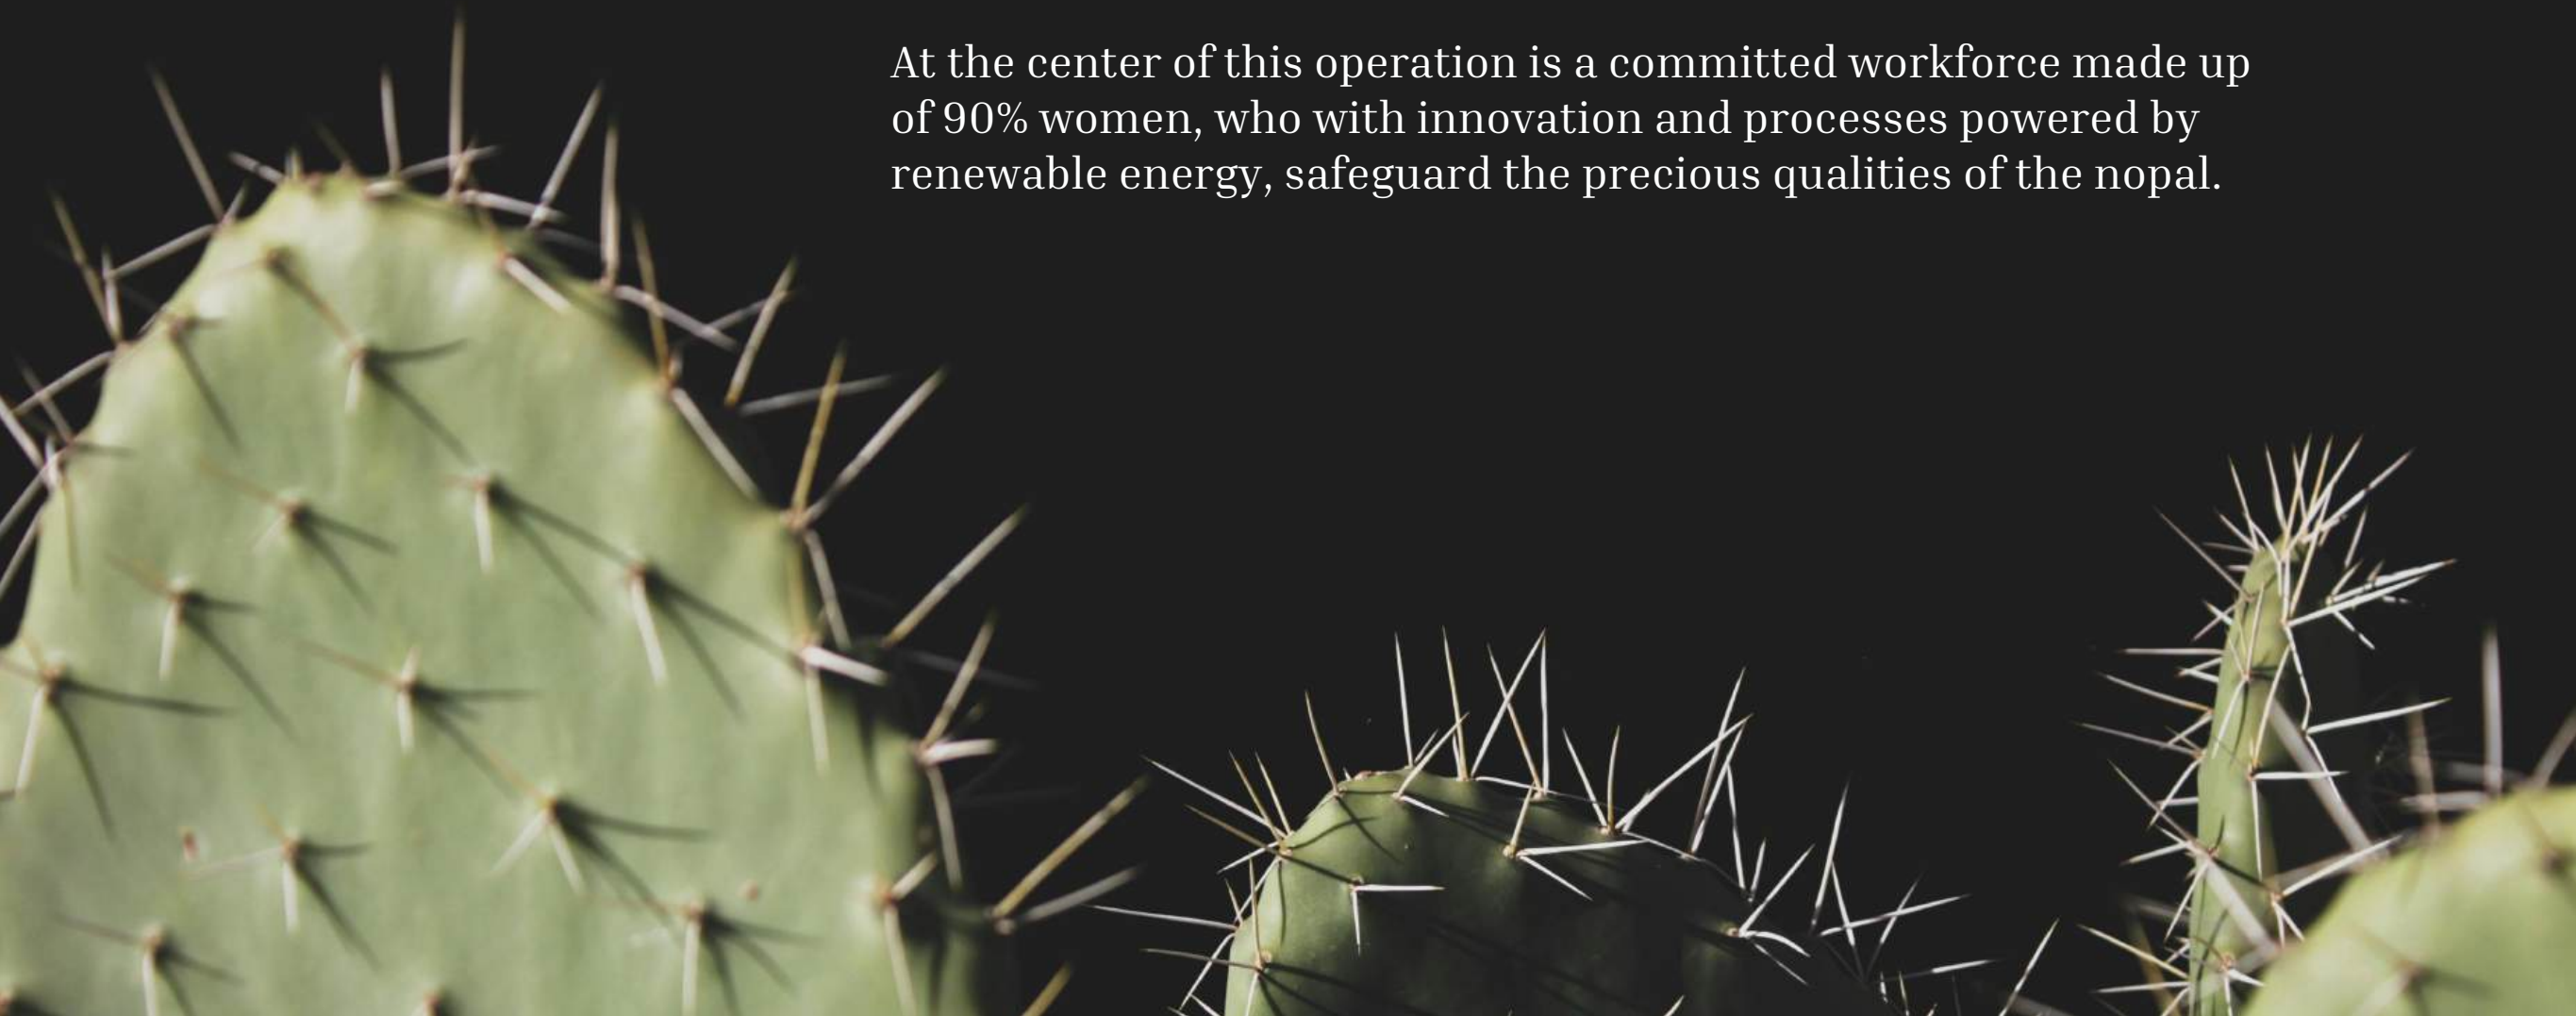 At the center of this operation is a committed workforce made up
of 90% women, who with innovation and processes powered by
renewable energy, safeguard the precious qualities of the nopal.